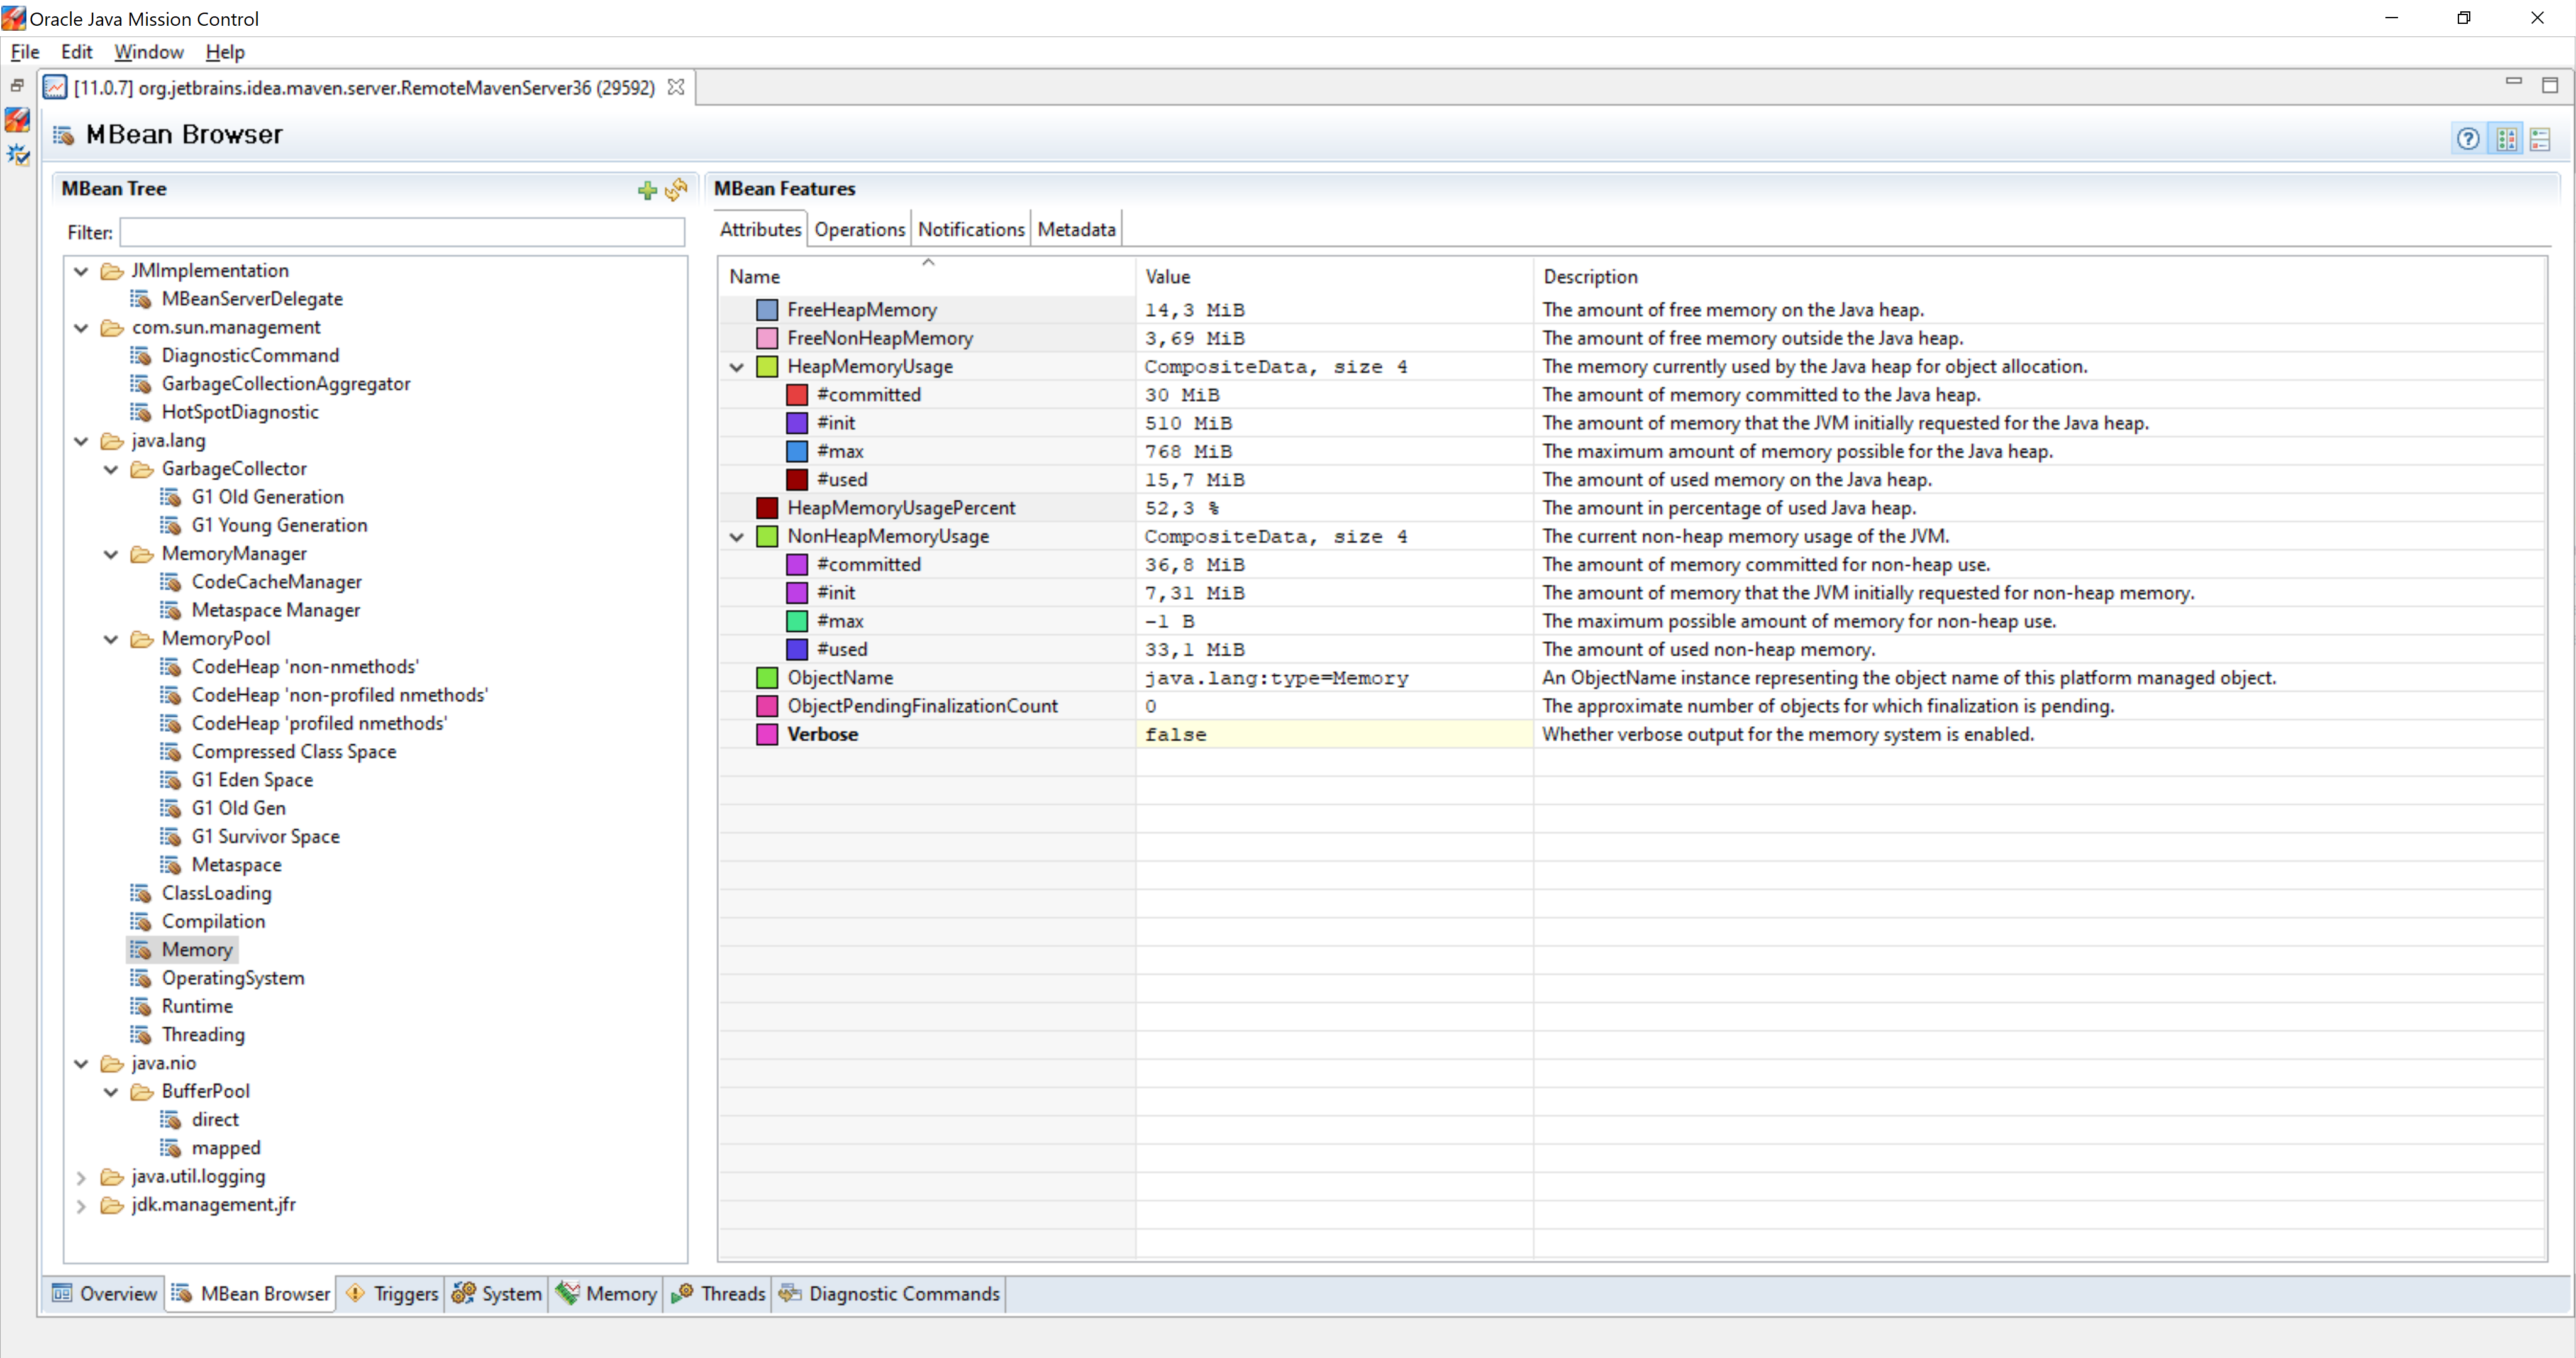 Oracle Java Mission Control
File Edit Window Help
[11.0.7] org.jetbrains.idea.maven.server.RemoteMavenServer36 (29592)
MBean Browser
MBean Tree
Filter:
JMImplementation
MBeanServerDelegate
com.sun.management
DiagnosticCommand
GarbageCollectionAggregator
HotSpotDiagnostic
java.lang
GarbageCollector
G1 Old Generation
G1 Young Generation
MemoryManager
CodeCacheManager
Metaspace Manager
MemoryPool
CodeHeap 'non-nmethods'
CodeHeap 'non-profiled nmethods'
CodeHeap 'profiled nmethods'
Compressed Class Space
G1 Eden Space
G1 Old Gen
G1 Survivor Space
Metaspace
ClassLoading
Compilation
Memory
OperatingSystem
Runtime
Threading
java.nio
BufferPool
direct
mapped
java.util.logging
jdk.management.jfr
MBean Features
Attributes Operations Notifications Metadata
Name Value Description
FreeHeapMemory 14,3 MiB The amount of free memory on the Java heap.
FreeNonHeapMemory 3,69 MiB The amount of free memory outside the Java heap.
HeapMemoryUsage CompositeData, size 4 The memory currently used by the Java heap for object allocation.
#committed 30 MiB The amount of memory committed to the Java heap.
#init 510 MiB The amount of memory that the JVM initially requested for the Java heap.
#max 768 MiB The maximum amount of memory possible for the Java heap.
#used 15,7 MiB The amount of used memory on the Java heap.
HeapMemoryUsagePercent 52,3 % The amount in percentage of used Java heap.
NonHeapMemoryUsage CompositeData, size 4 The current non-heap memory usage of the JVM.
#committed 36,8 MiB The amount of memory committed for non-heap use.
#init 7,31 MiB The amount of memory that the JVM initially requested for non-heap memory.
#max -1 B The maximum possible amount of memory for non-heap use.
#used 33,1 MiB The amount of used non-heap memory.
ObjectName java.lang:type=Memory An ObjectName instance representing the object name of this platform managed object.
ObjectPendingFinalizationCount 0 The approximate number of objects for which finalization is pending.
Verbose false Whether verbose output for the memory system is enabled.
Overview MBean Browser Triggers System Memory Threads Diagnostic Commands